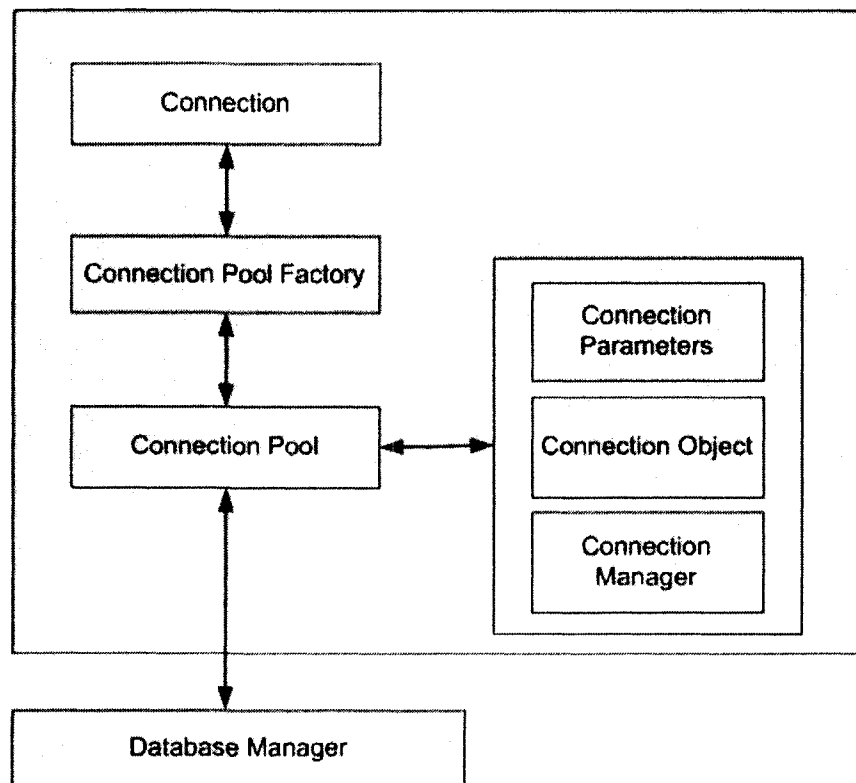 Connection
Connection Pool Factory
Connection Pool
Connection
Parameters
Connection Object
Connection
Manager
Database Manager